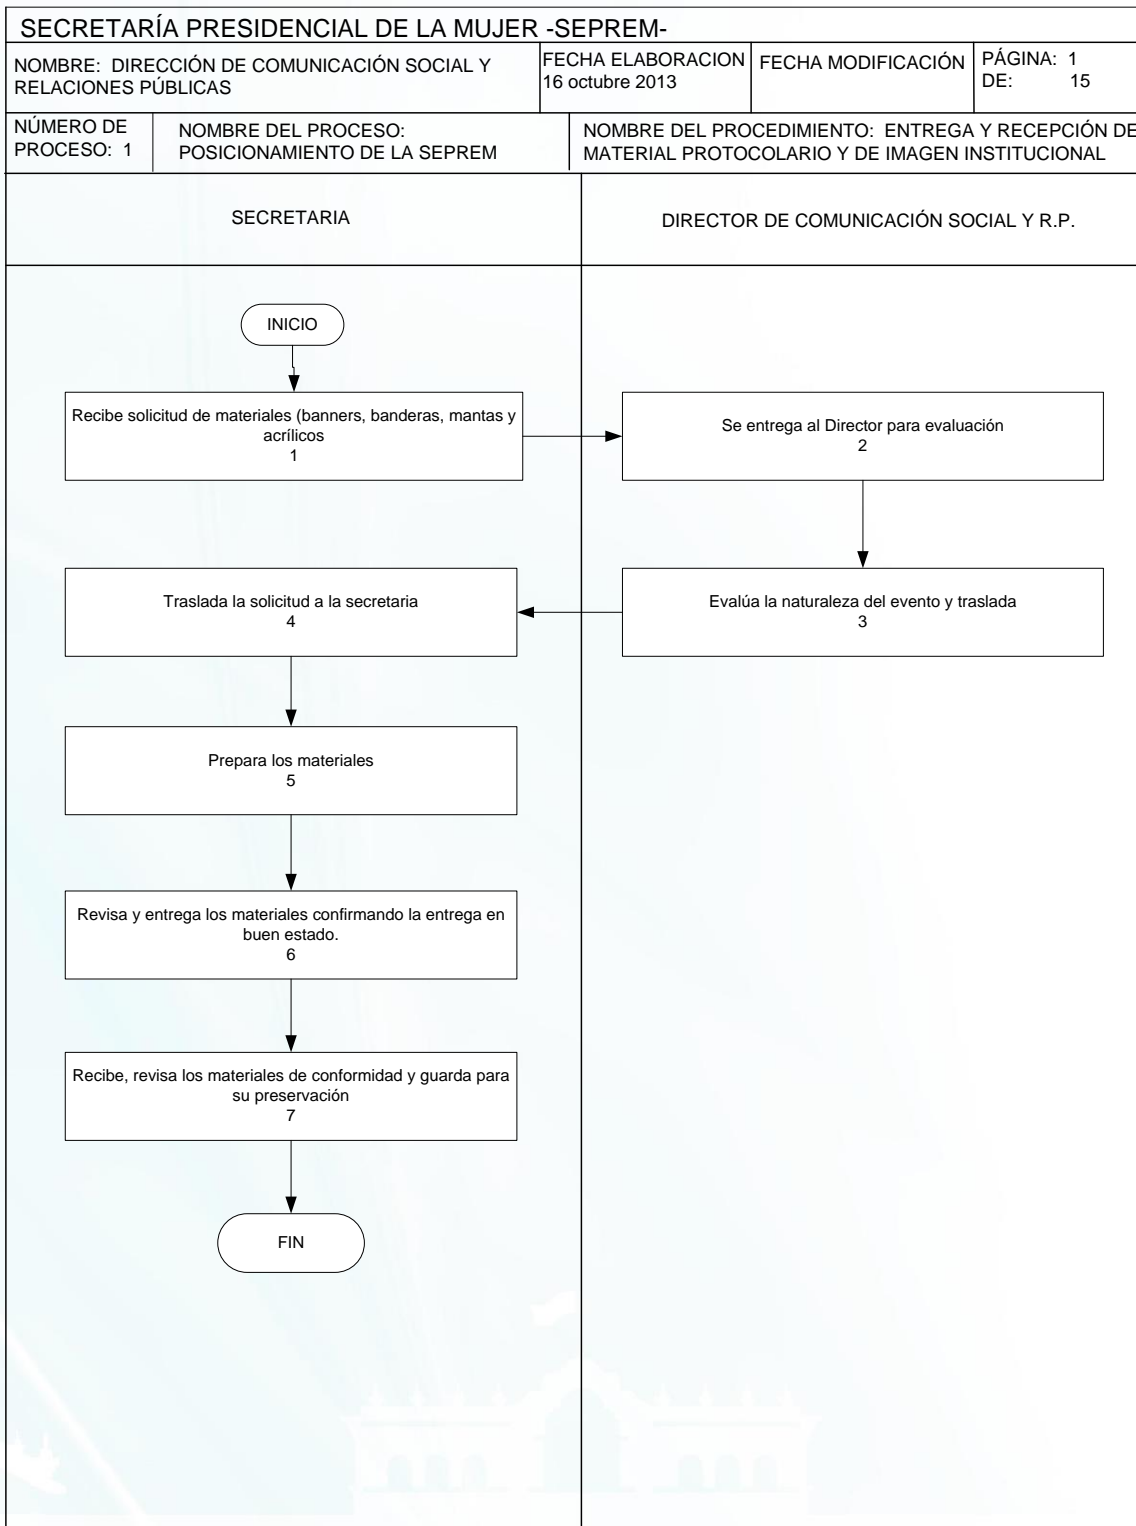 SECRETARÍA PRESIDENCIAL DE LA MUJER -SEPREM-
NOMBRE: DIRECCIÓN DE COMUNICACIÓN SOCIAL Y
RELACIONES PÚBLICAS
FECHA ELABORACION
16 octubre 2013
FECHA MODIFICACIÓN
PÁGINA: 1
DE: 15
NÚMERO DE
PROCESO: 1
NOMBRE DEL PROCESO:
POSICIONAMIENTO DE LA SEPREM
NOMBRE DEL PROCEDIMIENTO: ENTREGA Y RECEPCIÓN DE
MATERIAL PROTOCOLARIO Y DE IMAGEN INSTITUCIONAL
SECRETARIA
DIRECTOR DE COMUNICACIÓN SOCIAL Y R.P.
INICIO
Recibe solicitud de materiales (banners, banderas, mantas y
acrílicos
1
Se entrega al Director para evaluación
2
Evalúa la naturaleza del evento y traslada
3
Traslada la solicitud a la secretaria
4
Prepara los materiales
5
Revisa y entrega los materiales confirmando la entrega en
buen estado.
6
Recibe, revisa los materiales de conformidad y guarda para
su preservación
7
FIN